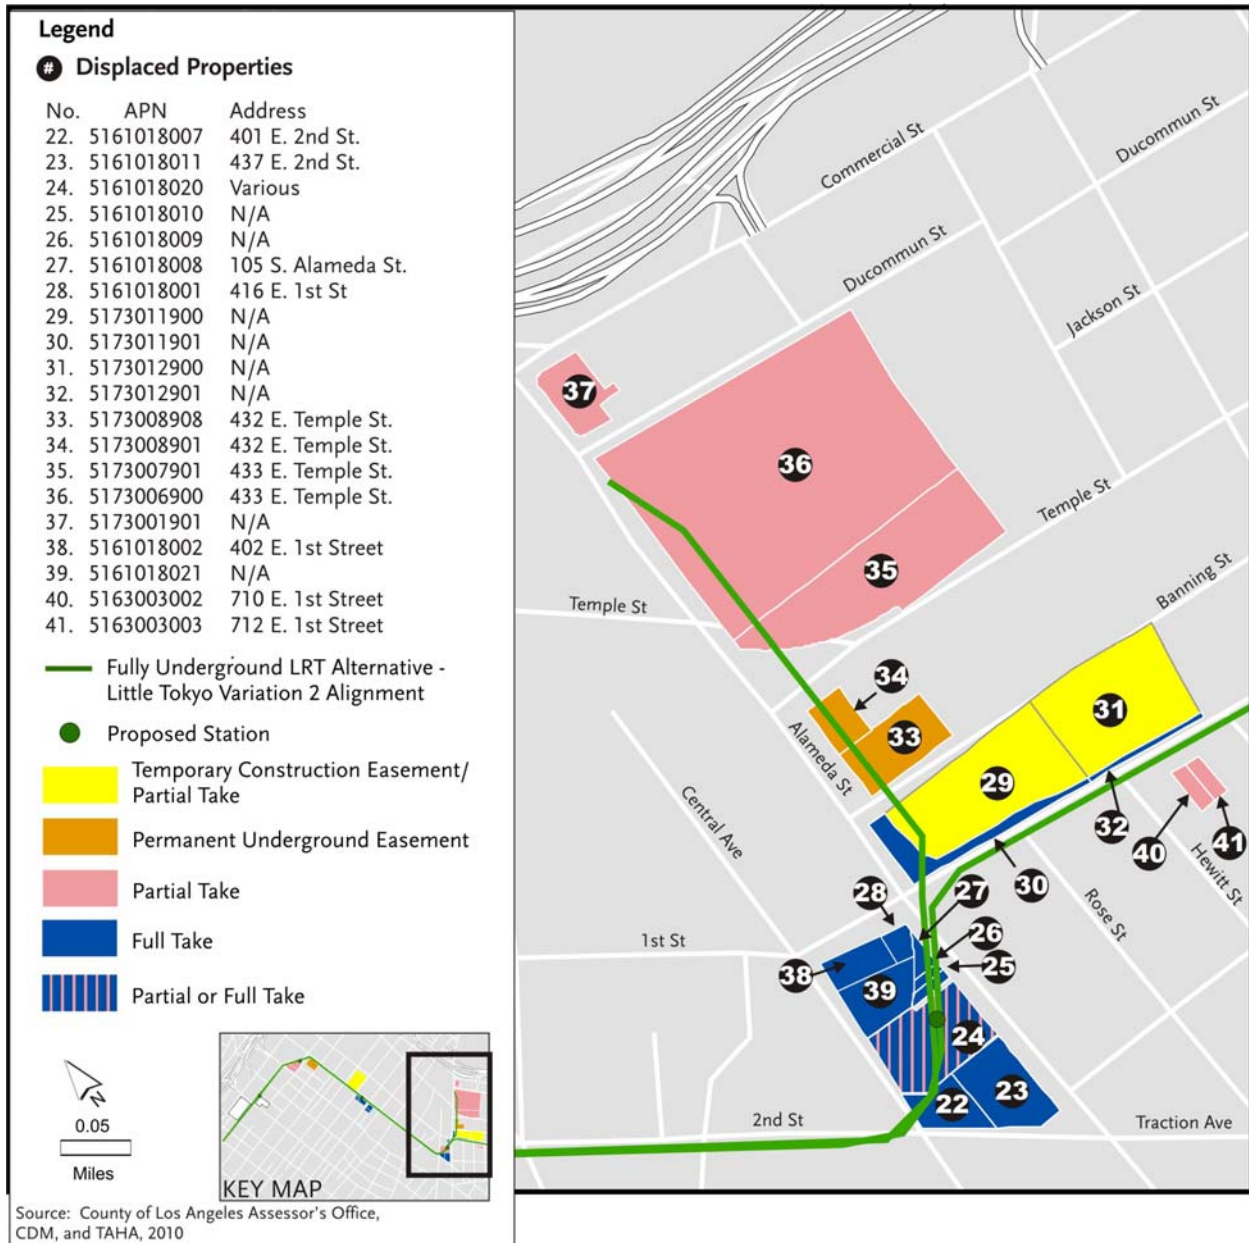 Legend
# Displaced Properties
No. APN Address
22. 5161018007 401 E. 2nd St.
23. 5161018011 437 E. 2nd St.
24. 5161018020 Various
25. 5161018010 N/A
26. 5161018009 N/A
27. 5161018008 105 S. Alameda St.
28. 5161018001 416 E. 1st St
29. 5173011900 N/A
30. 5173011901 N/A
31. 5173012900 N/A
32. 5173012901 N/A
33. 5173008908 432 E. Temple St.
34. 5173008901 432 E. Temple St.
35. 5173007901 433 E. Temple St.
36. 5173006900 433 E. Temple St.
37. 5173001901 N/A
38. 5161018002 402 E. 1st Street
39. 5161018021 N/A
40. 5163003002 710 E. 1st Street
41. 5163003003 712 E. 1st Street
Fully Underground LRT Alternative -
Little Tokyo Variation 2 Alignment
Proposed Station
Temporary Construction Easement/
Partial Take
Permanent Underground Easement
Partial Take
Full Take
Partial or Full Take
N
0.05
Miles
KEY MAP
Source: County of Los Angeles Assessor's Office,
CDM, and TAHA, 2010
Commercial St
Ducommun St
Ducommun St
Jackson St
37
36
Temple St
35
Temple St
Banning St
34
33
31
Alameda St
29
Central Ave
32
40
41
Hewitt St
30
Rose St
28
27
26
25
1st St
38
39
24
23
22
2nd St
Traction Ave